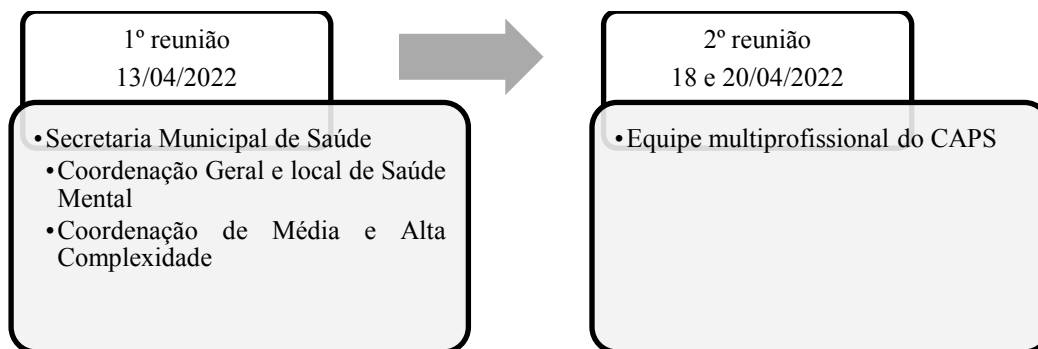 1º reunião
13/04/2022
•Secretaria Municipal de Saúde
•Coordenação Geral e local de Saúde
Mental
•Coordenação de Média e Alta
Complexidade
2º reunião
18 e 20/04/2022
•Equipe multiprofissional do CAPS